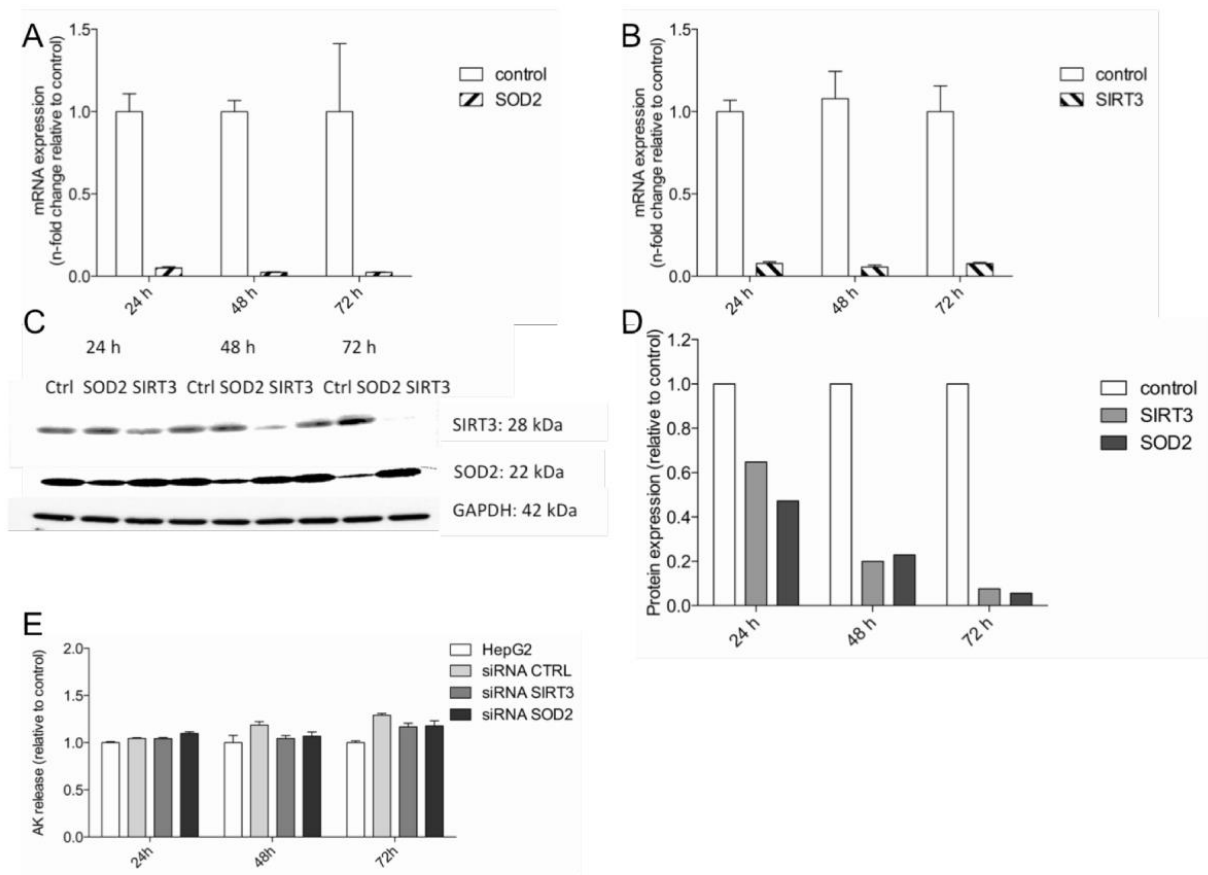 A
mRNA expression
(n-fold change relative to control)
1.5
1.0
0.5
0.0
24 h
48 h
72 h
control
SOD2
B
mRNA expression
(n-fold change relative to control)
1.5
1.0
0.5
0.0
24 h
48 h
72 h
control
SIRT3
C
24 h 48 h 72 h
Ctrl SOD2 SIRT3 Ctrl SOD2 SIRT3 Ctrl SOD2 SIRT3
SIRT3: 28 kDa
SOD2: 22 kDa
GAPDH: 42 kDa
D
Protein expression (relative to control)
1.2
1.0
0.8
0.6
0.4
0.2
0.0
24 h
48 h
72 h
control
SIRT3
SOD2
E
AK release (relative to control)
2.0
1.5
1.0
0.5
0.0
24h
48h
72h
HepG2
siRNA CTRL
siRNA SIRT3
siRNA SOD2